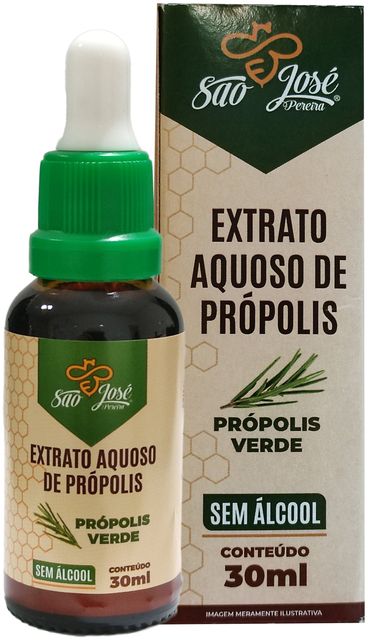 São José
Pereira®
EXTRATO
AQUOSO DE
PRÓPOLIS
PRÓPOLIS
VERDE
SEM ÁLCOOL
CONTEÚDO
30ml
IMAGEM MERAMENTE ILUSTRATIVA
São José
Pereira
EXTRATO AQUOSO
DE PRÓPOLIS
PRÓPOLIS
VERDE
SEM ÁLCOOL
CONTEÚDO
30ml